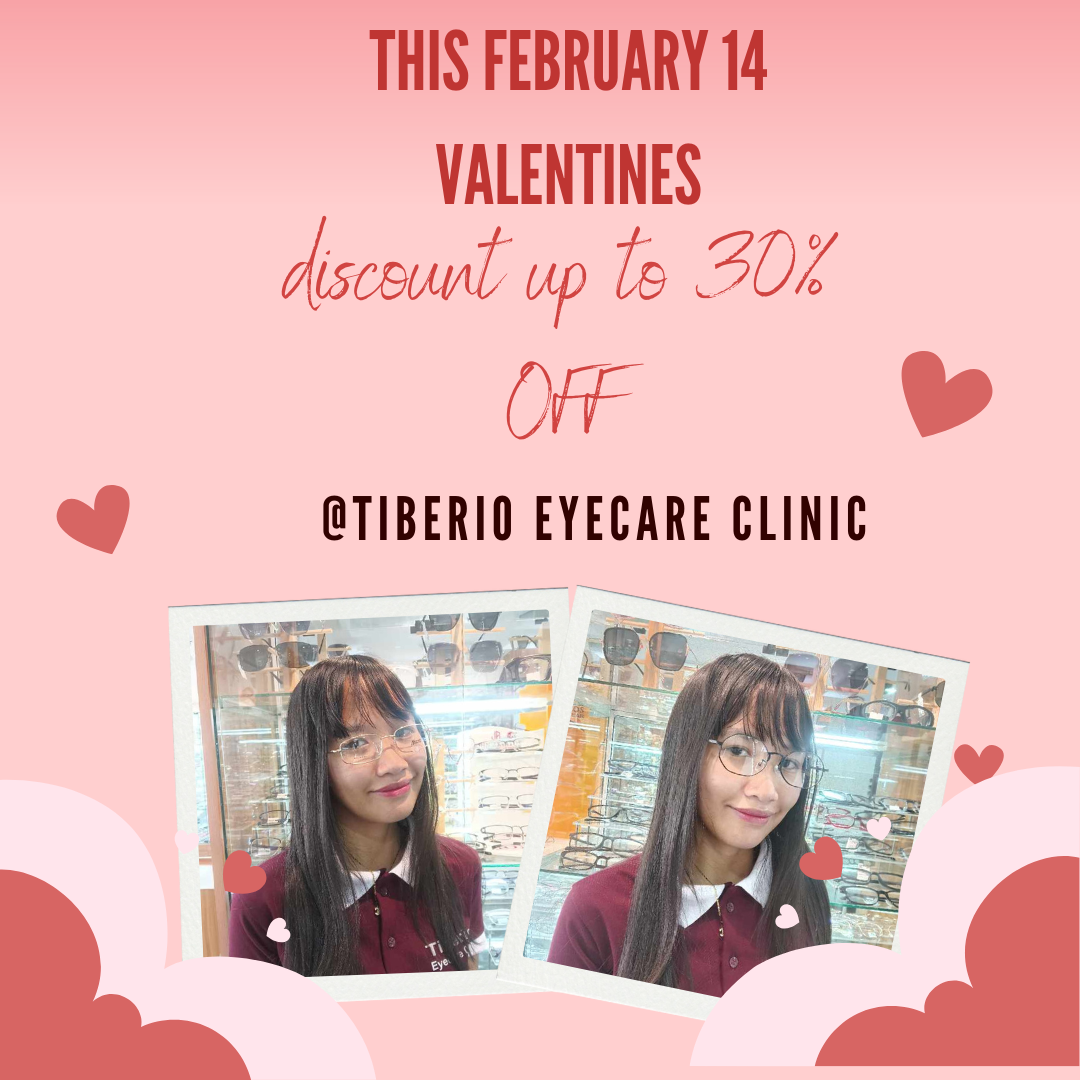 THIS FEBRUARY 14
VALENTINES
discount up to 30%
OFF
@TIBERIO EYECARE CLINIC